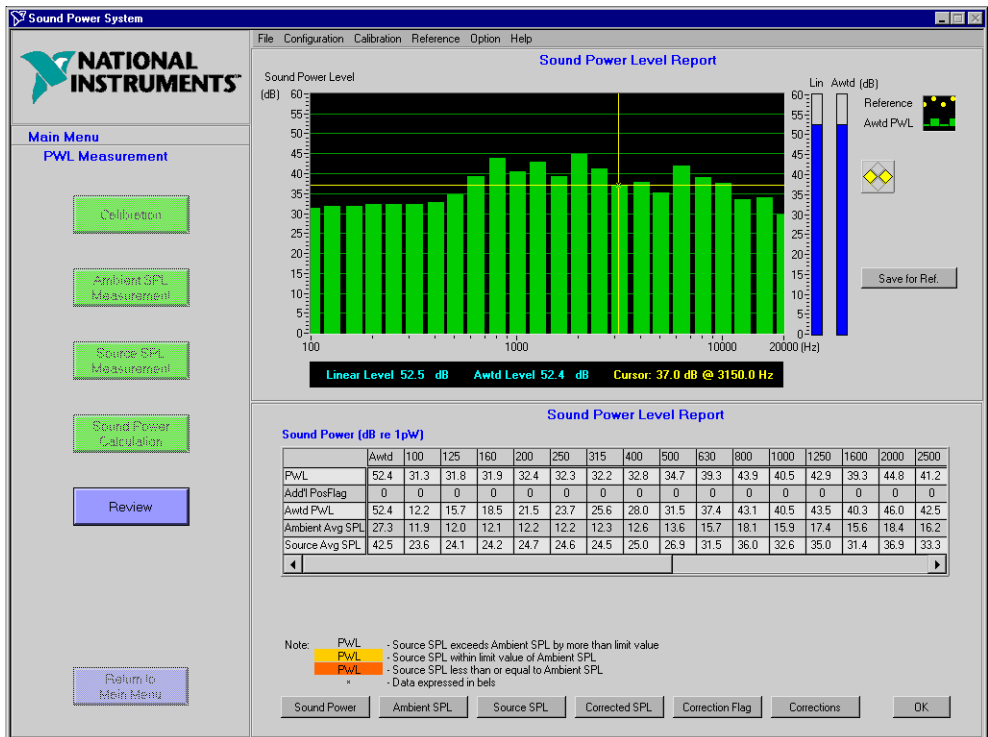 Sound Power System
NATIONAL
INSTRUMENTS™
Main Menu
PWL Measurement
Calibration
Ambient SPL
Measurement
Source SPL
Measurement
Sound Power
Calculation
Review
Return to
Main Menu
File Configuration Calibration Reference Option Help
Sound Power Level Report
Sound Power Level
(dB)
60
55
50
45
40
35
30
25
20
15
10
5
0
100 1000 10000 20000 (Hz)
Lin Awtd (dB)
60
55
50
45
40
35
30
25
20
15
10
5
0
Reference
Awtd PWL
Save for Ref.
Linear Level 52.5 dB Awtd Level 52.4 dB Cursor: 37.0 dB @ 3150.0 Hz
Sound Power Level Report
Sound Power (dB re 1pW)
Awtd 100 125 160 200 250 315 400 500 630 800 1000 1250 1600 2000 2500
PWL 52.4 31.3 31.8 31.9 32.4 32.3 32.2 32.8 34.7 39.3 43.9 40.5 42.9 39.3 44.8 41.2
Add'l PosFlag 0 0 0 0 0 0 0 0 0 0 0 0 0 0 0 0
Awtd PWL 52.4 12.2 15.7 18.5 21.5 23.7 25.6 28.0 31.5 37.4 43.1 40.5 43.5 40.3 46.0 42.5
Ambient Avg SPL 27.3 11.9 12.0 12.1 12.2 12.2 12.3 12.6 13.6 15.7 18.1 15.9 17.4 15.6 18.4 16.2
Source Avg SPL 42.5 23.6 24.1 24.2 24.7 24.6 24.5 25.0 26.9 31.5 36.0 32.6 35.0 31.4 36.9 33.3
Note: PWL - Source SPL exceeds Ambient SPL by more than limit value
PWL - Source SPL within limit value of Ambient SPL
PWL - Source SPL less than or equal to Ambient SPL
* - Data expressed in bels
Sound Power Ambient SPL Source SPL Corrected SPL Correction Flag Corrections OK